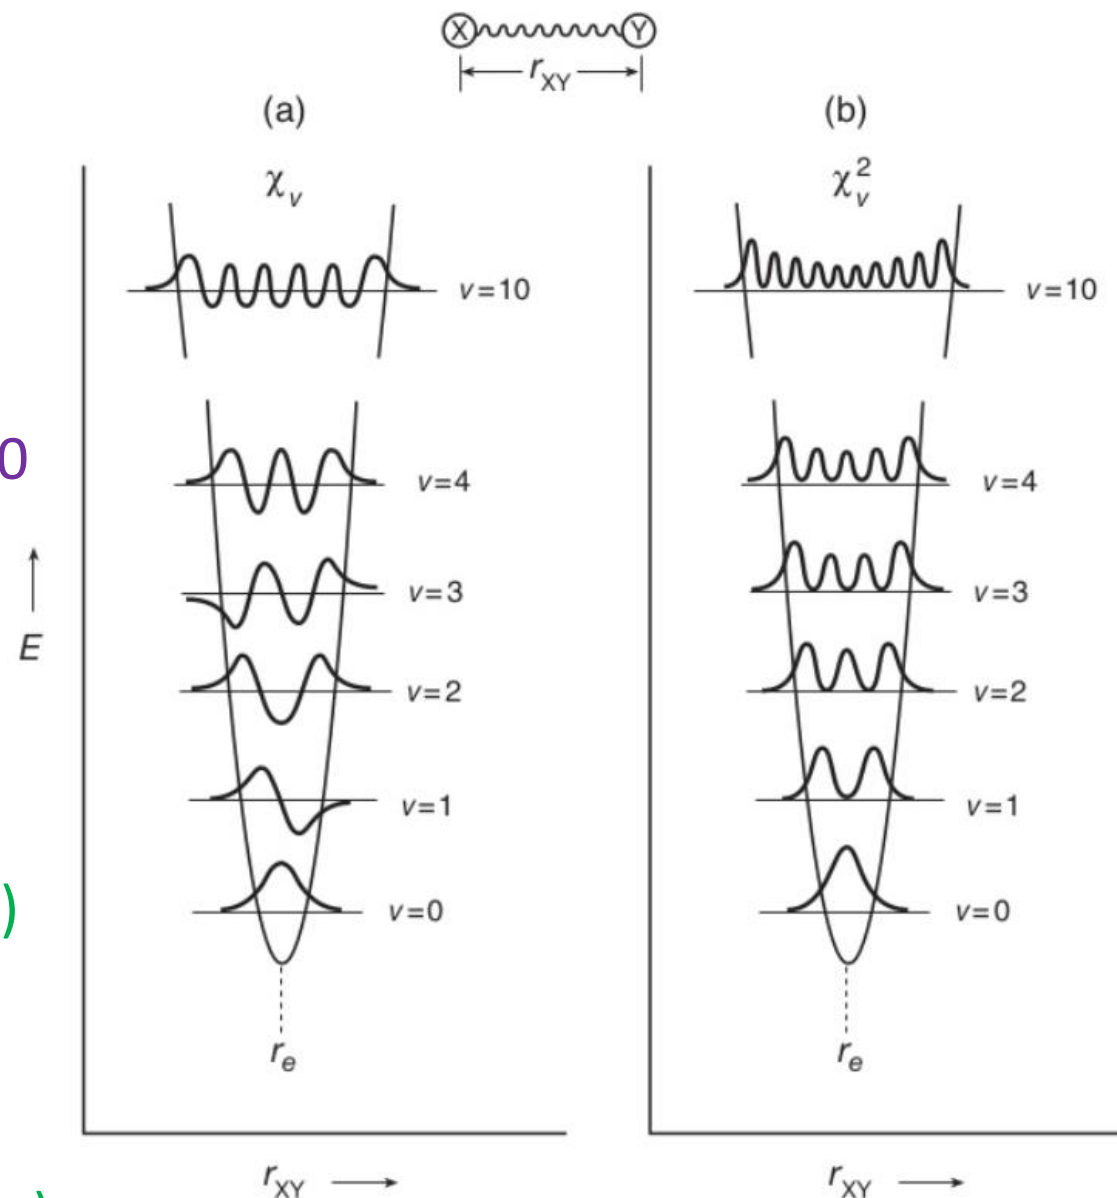 X Y
r_XY
(a) (b)
χ_v χ_v^2
v=10 v=10
0
v=4 v=4
v=3 v=3
E
v=2 v=2
v=1 v=1
)
v=0 v=0
r_e r_e
r_XY r_XY
)